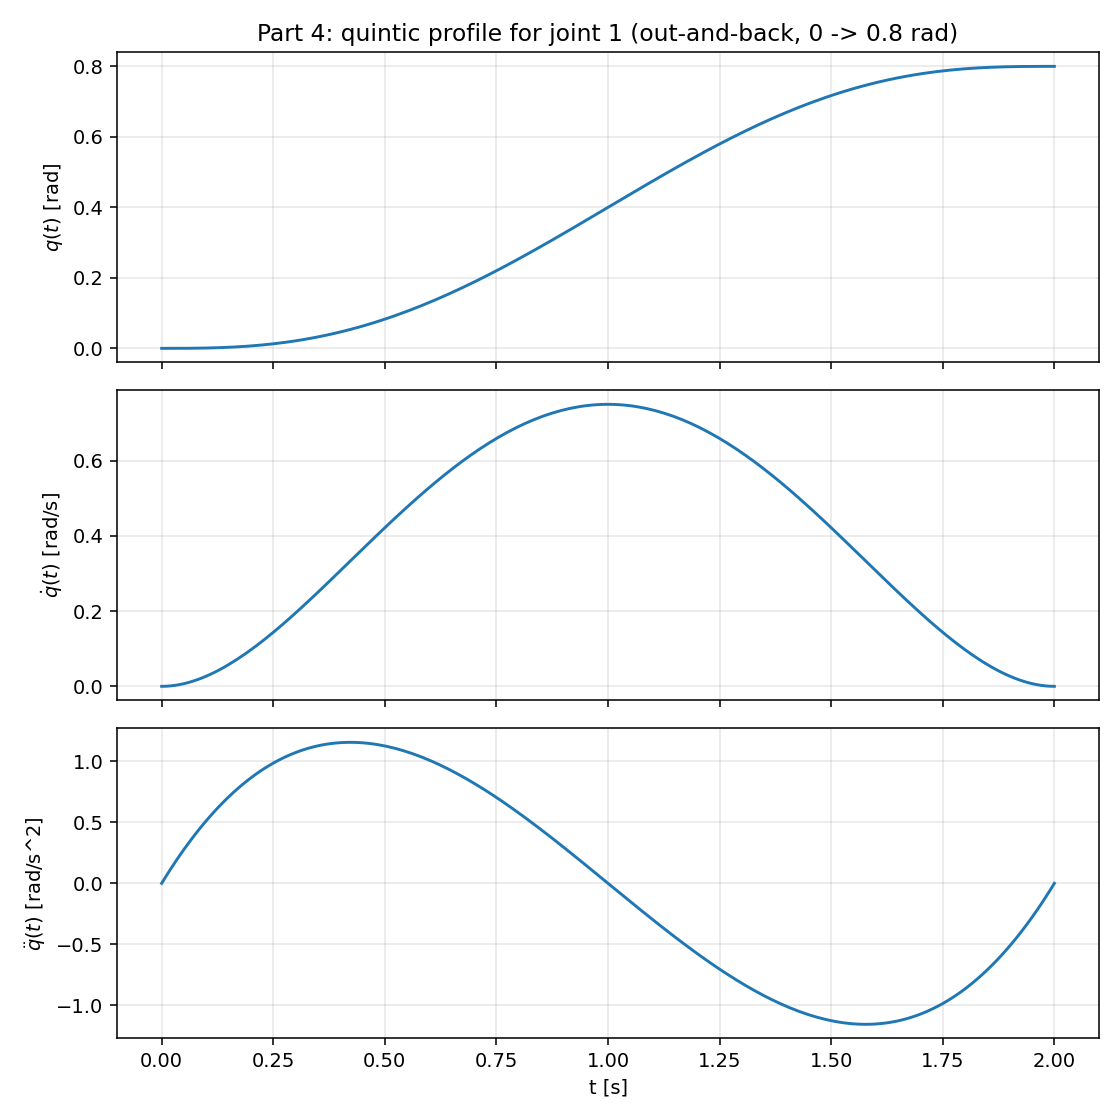 Part 4: quintic profile for joint 1 (out-and-back, 0 -> 0.8 rad)
0.8
0.6
0.4
0.2
0.0
q(t) [rad]
0.6
0.4
0.2
0.0
q̇(t) [rad/s]
1.0
0.5
0.0
−0.5
−1.0
q̈(t) [rad/s^2]
0.00 0.25 0.50 0.75 1.00 1.25 1.50 1.75 2.00
t [s]